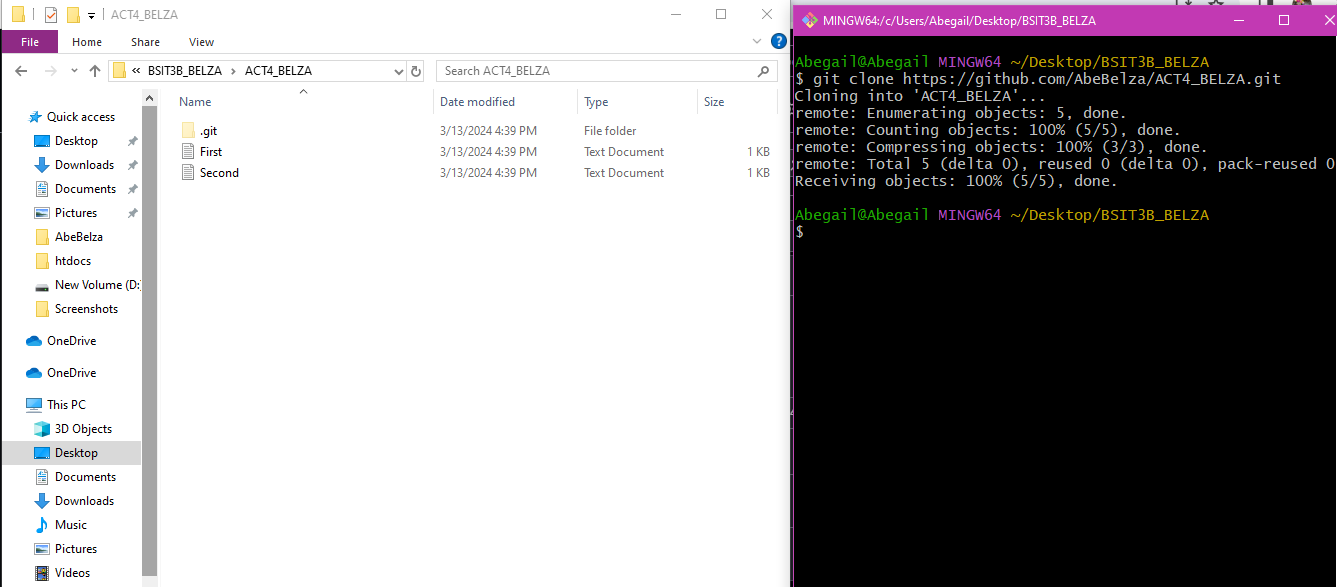 ACT4_BELZA
File Home Share View
« BSIT3B_BELZA > ACT4_BELZA
Search ACT4_BELZA
Name Date modified Type Size
.git 3/13/2024 4:39 PM File folder
First 3/13/2024 4:39 PM Text Document 1 KB
Second 3/13/2024 4:39 PM Text Document 1 KB
Quick access
Desktop
Downloads
Documents
Pictures
AbeBelza
htdocs
New Volume (D:)
Screenshots
OneDrive
OneDrive
This PC
3D Objects
Desktop
Documents
Downloads
Music
Pictures
Videos
MINGW64:/c/Users/Abegail/Desktop/BSIT3B_BELZA
Abegail@Abegail MINGW64 ~/Desktop/BSIT3B_BELZA
$ git clone https://github.com/AbeBelza/ACT4_BELZA.git
Cloning into 'ACT4_BELZA'...
remote: Enumerating objects: 5, done.
remote: Counting objects: 100% (5/5), done.
remote: Compressing objects: 100% (3/3), done.
remote: Total 5 (delta 0), reused 0 (delta 0), pack-reused 0
Receiving objects: 100% (5/5), done.
Abegail@Abegail MINGW64 ~/Desktop/BSIT3B_BELZA
$